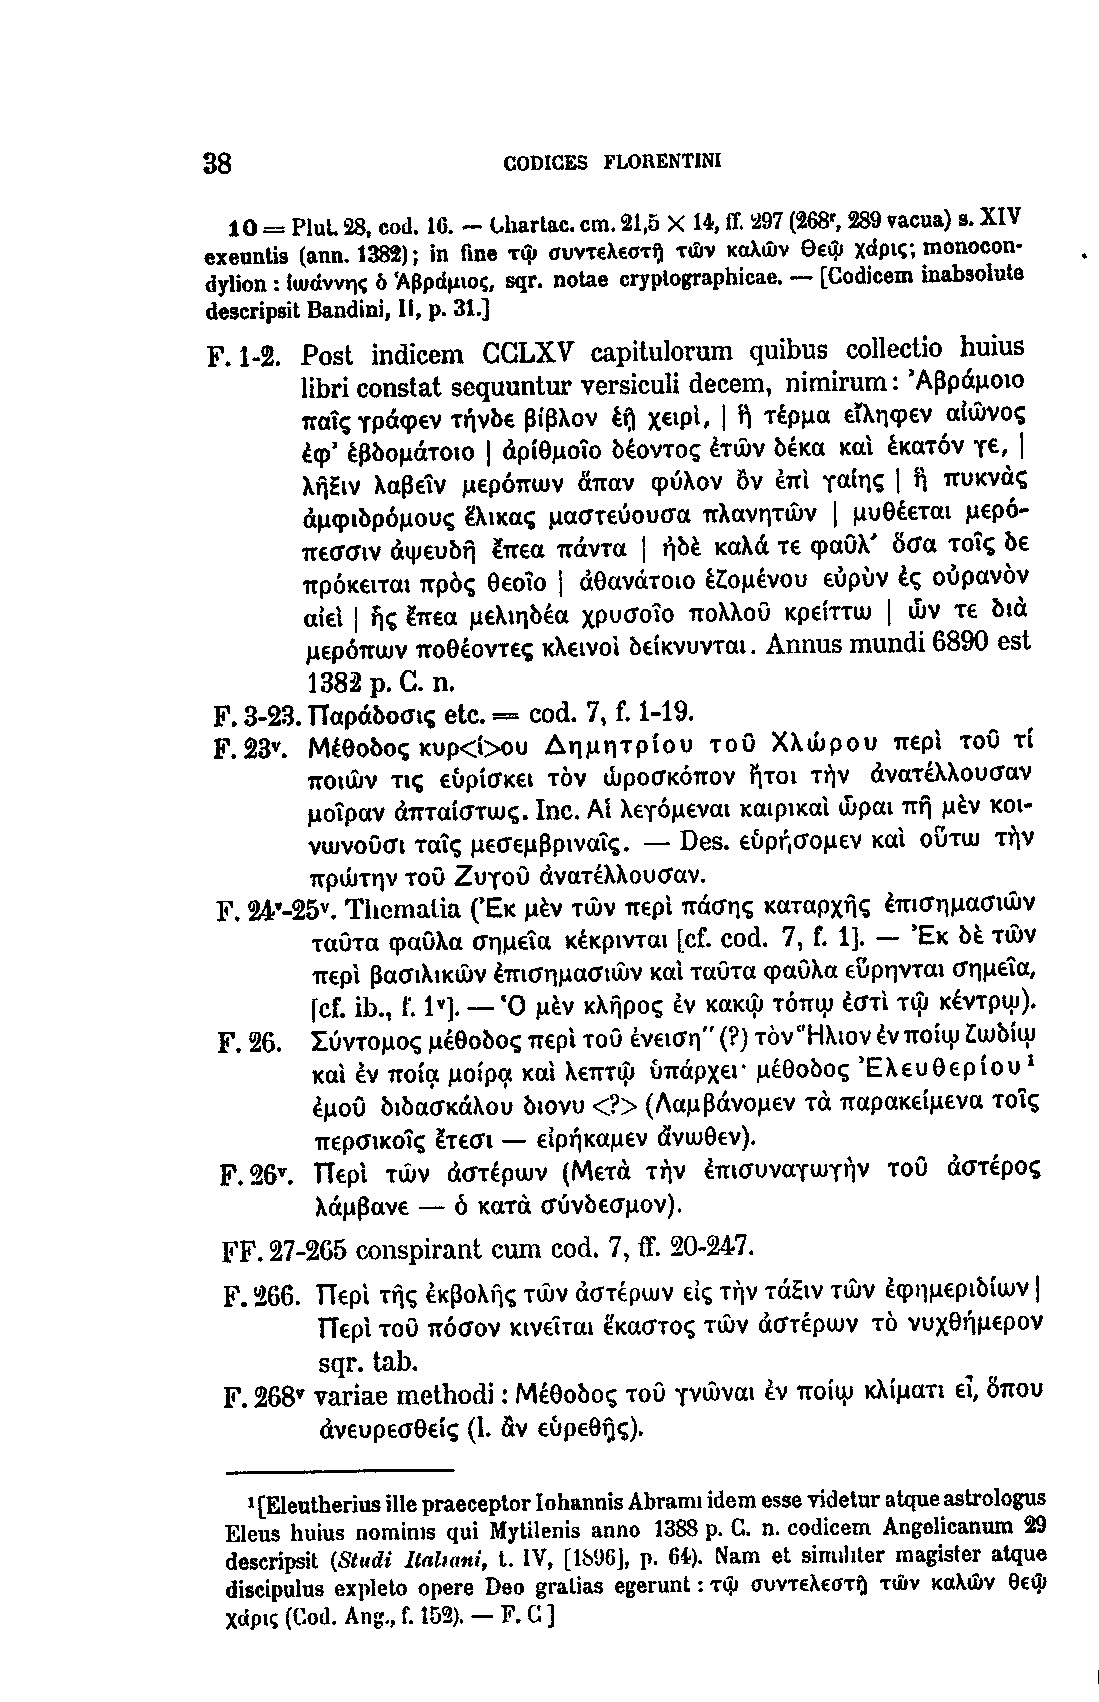 38 CODICES FLORENTINI
10 = Plut. 28, cod. 16. — Chartac. cm. 21,5 × 14, ff. 297 (268ʳ, 289 vacua) s. XIV
exeuntis (ann. 1382); in fine τῷ συντελεστῇ τῶν καλῶν Θεῷ χάρις; monocon-
dylion : ἰωάννης ὁ Ἀβράμιος, sqr. notae cryptographicae. — [Codicem inabsolute
descripsit Bandini, II, p. 31.]
F. 1-2. Post indicem CCLXV capitulorum quibus collectio huius
libri constat sequuntur versiculi decem, nimirum : Ἀβράμοιο
παῖς γράφεν τήνδε βίβλον ἑῇ χειρὶ, | ἣ τέρμα εἴληφεν αἰῶνος
ἐφ’ ἑβδομάτοιο | ἀρίθμοῖο δέοντος ἐτῶν δέκα καὶ ἑκατόν γε, |
λῆξιν λαβεῖν μερόπων ἅπαν φύλον ὃν ἐπὶ γαίης | ἣ πυκνὰς
ἀμφιδρόμους ἕλικας μαστεύουσα πλανητῶν | μυθέεται μερό-
πεσσιν ἀψευδῆ ἔπεα πάντα | ἠδὲ καλά τε φαῦλ’ ὅσα τοῖς δε
πρόκειται πρὸς θεοῖο | ἀθανάτοιο ἑζομένου εὐρὺν ἐς οὐρανὸν
αἰεὶ | ἧς ἔπεα μελιηδέα χρυσοῖο πολλοῦ κρείττω | ὧν τε διὰ
μερόπων ποθέοντες κλεινοὶ δείκνυνται. Annus mundi 6890 est
1382 p. C. n.
F. 3-23. Παράδοσις etc. = cod. 7, f. 1-19.
F. 23ᵛ. Μέθοδος κυρ<ί>ου Δημητρίου τοῦ Χλώρου περὶ τοῦ τί
ποιῶν τις εὑρίσκει τὸν ὡροσκόπον ἤτοι τὴν ἀνατέλλουσαν
μοῖραν ἀπταίστως. Inc. Αἱ λεγόμεναι καιρικαὶ ὧραι πῆ μὲν κοι-
νωνοῦσι ταῖς μεσεμβριναῖς. — Des. εὑρήσομεν καὶ οὕτω τὴν
πρώτην τοῦ Ζυγοῦ ἀνατέλλουσαν.
F. 24ᵛ-25ᵛ. Themalia (Ἐκ μὲν τῶν περὶ πάσης καταρχῆς ἐπισημασιῶν
ταῦτα φαῦλα σημεῖα κέκρινται [cf. cod. 7, f. 1]. — Ἐκ δὲ τῶν
περὶ βασιλικῶν ἐπισημασιῶν καὶ ταῦτα φαῦλα εὕρηνται σημεῖα,
[cf. ib., f. 1ᵛ]. — Ὁ μὲν κλῆρος ἐν κακῷ τόπῳ ἐστὶ τῷ κέντρῳ).
F. 26. Σύντομος μέθοδος περὶ τοῦ ἐνειση″ (?) τὸν Ἥλιον ἐν ποίῳ ζωδίῳ
καὶ ἐν ποίᾳ μοίρᾳ καὶ λεπτῷ ὑπάρχει· μέθοδος Ἐλευθερίου ¹
ἐμοῦ διδασκάλου διονυ <?> (Λαμβάνομεν τὰ παρακείμενα τοῖς
περσικοῖς ἔτεσι — εἰρήκαμεν ἄνωθεν).
F. 26ᵛ. Περὶ τῶν ἀστέρων (Μετὰ τὴν ἐπισυναγωγὴν τοῦ ἀστέρος
λάμβανε — ὁ κατὰ σύνδεσμον).
FF. 27-265 conspirant cum cod. 7, ff. 20-247.
F. 266. Περὶ τῆς ἐκβολῆς τῶν ἀστέρων εἰς τὴν τάξιν τῶν ἐφημεριδίων |
Περὶ τοῦ πόσον κινεῖται ἕκαστος τῶν ἀστέρων τὸ νυχθήμερον
sqr. tab.
F. 268ᵛ variae methodi : Μέθοδος τοῦ γνῶναι ἐν ποίῳ κλίματι εἶ, ὅπου
ἀνευρεσθείς (l. ἂν εὑρεθῇς).
¹ [Eleutherius ille praeceptor Iohannis Abrami idem esse videtur atque astrologus
Eleus huius nominis qui Mytilenis anno 1388 p. C. n. codicem Angelicanum 29
descripsit (Studi Italiani, t. IV, [1896], p. 64). Nam et similiter magister atque
discipulus expleto opere Deo gratias egerunt : τῷ συντελεστῇ τῶν καλῶν θεῷ
χάρις (Cod. Ang., f. 152). — F. C]